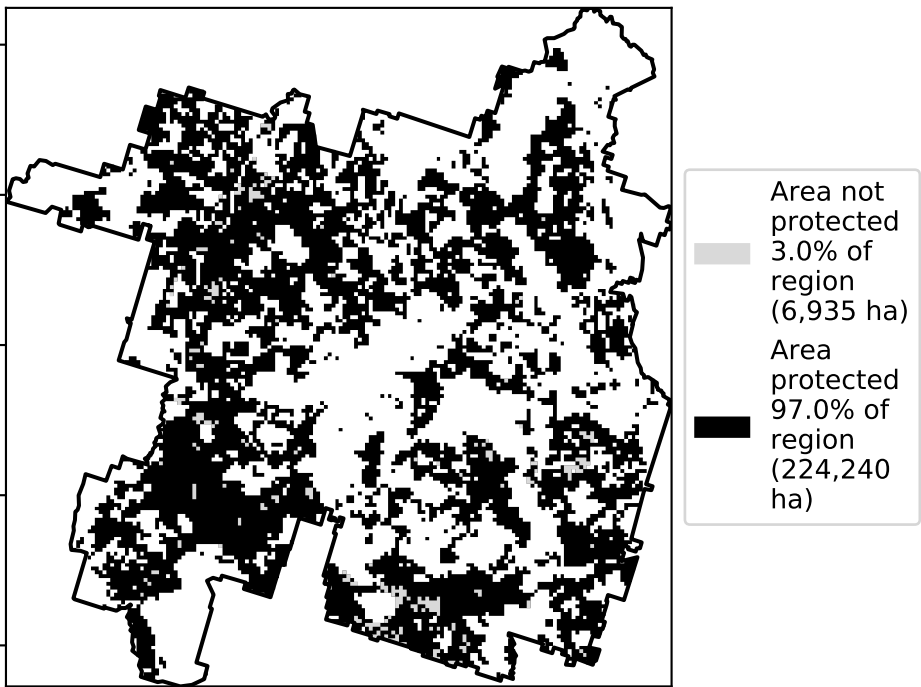 Area not
protected
3.0% of
region
(6,935 ha)
Area
protected
97.0% of
region
(224,240
ha)